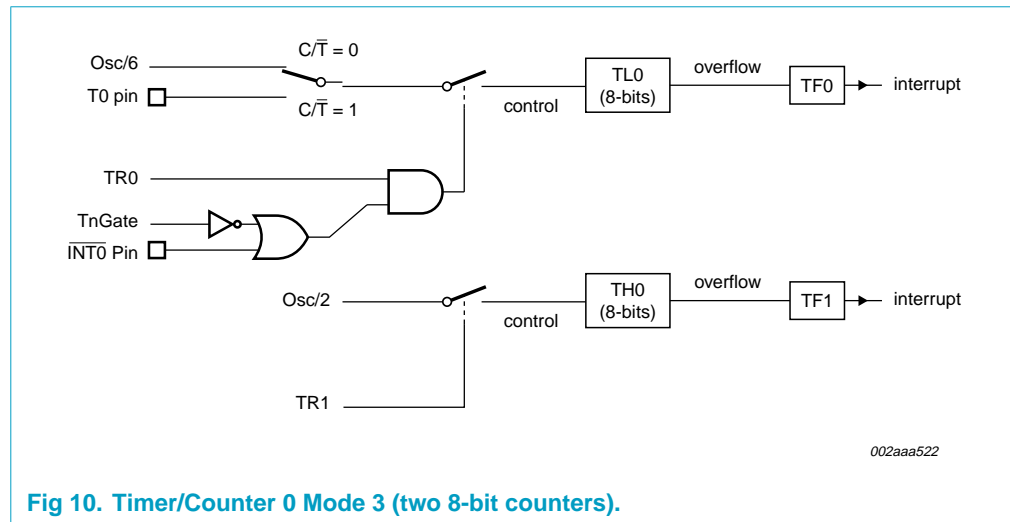 C/T̅ = 0
Osc/6
T0 pin
C/T̅ = 1
control
TL0
(8-bits)
overflow
TF0
interrupt
TR0
TnGate
I̅N̅T̅0̅ Pin
Osc/2
control
TH0
(8-bits)
overflow
TF1
interrupt
TR1
002aaa522
Fig 10. Timer/Counter 0 Mode 3 (two 8-bit counters).